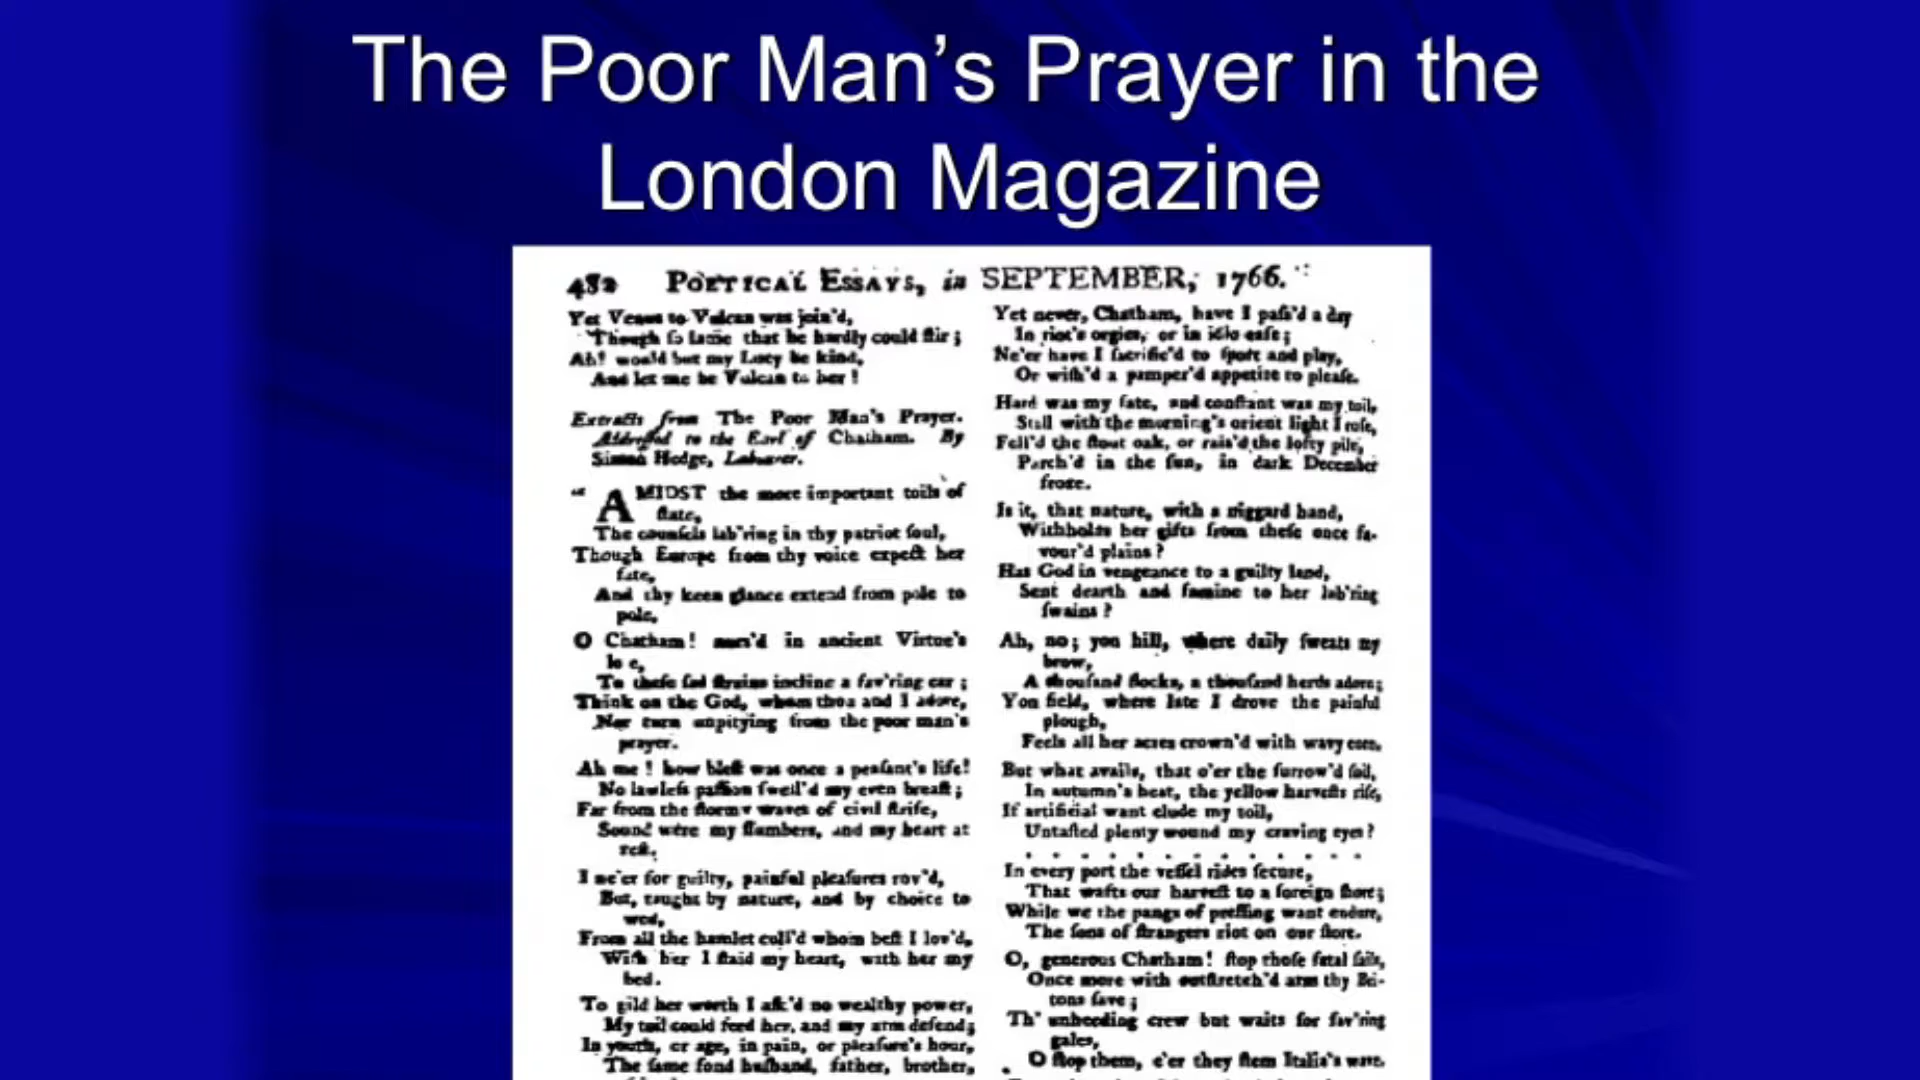 The Poor Man’s Prayer in the
London Magazine
482 POETICAL ESSAYS, in SEPTEMBER, 1766.
Yet Venus to Vulcan was join'd,
Though ſo lame that he hardly could ſtir ;
Ah! would but my Lucy be kind,
And let me be Vulcan to her !
Extracts from The Poor Man's Prayer.
Addreſſed to the Earl of Chatham. By
Simon Hedge, Labourer.
“ AMIDST the more important toils of
ſtate,
The counſels lab'ring in thy patriot ſoul,
Though Europe from thy voice expect her
fate,
And thy keen glance extend from pole to
pole,
O Chatham! nurs'd in ancient Virtue's
lo e,
To theſe ſad ſtrains incline a fav'ring ear ;
Think on the God, whom thou and I adore,
Nor turn unpitying from the poor man's
prayer.
Ah me ! how bleſt was once a peaſant's life!
No lawleſs paſſion ſwell'd my even breaſt ;
Far from the ſtormy waves of civil ſtrife,
Sound were my ſlumbers, and my heart at
reſt.
I ne'er for guilty, painful pleaſures rov'd,
But, taught by nature, and by choice to
wed,
From all the hamlet cull'd whom beſt I lov'd,
With her I ſtaid my heart, with her my
bed.
To gild her worth I aſk'd no wealthy power,
My toil could feed her, and my arm defend;
In youth, or age, in pain, or pleaſure's hour,
The ſame fond huſband, father, brother,
Yet never, Chatham, have I paſs'd a day
In riot's orgies, or in idle eaſe ;
Ne'er have I ſacrific'd to ſport and play,
Or wiſh'd a pamper'd appetite to pleaſe.
Hard was my fate, and conſtant was my toil,
Still with the morning's orient light I roſe,
Fell'd the ſtout oak, or rais'd the lofty pile,
Parch'd in the ſun, in dark December
froze.
Is it, that nature, with a niggard hand,
Withholds her gifts from theſe once fa-
vour'd plains ?
Has God in vengeance to a guilty land,
Sent dearth and famine to her lab'ring
ſwains ?
Ah, no ; yon hill, where daily ſweats my
brow,
A thouſand flocks, a thouſand herds adorn ;
Yon field, where late I drove the painful
plough,
Feels all her acres crown'd with wavy corn.
But what avails, that o'er the furrow'd ſoil,
In autumn's heat, the yellow harveſts riſe,
If artificial want elude my toil,
Untaſted plenty wound my craving eyes ?
In every port the veſſel rides ſecure,
That wafts our harveſt to a foreign ſhore ;
While we the pangs of preſſing want endure,
The ſons of ſtrangers riot on our ſtore.
O, generous Chatham ! ſtop thoſe fatal ſails,
Once more with outſtretch'd arm thy Bri-
tons ſave ;
Th' unheeding crew but waits for fav'ring
gales,
O ſtop them, e'er they ſtem Italia's wave.